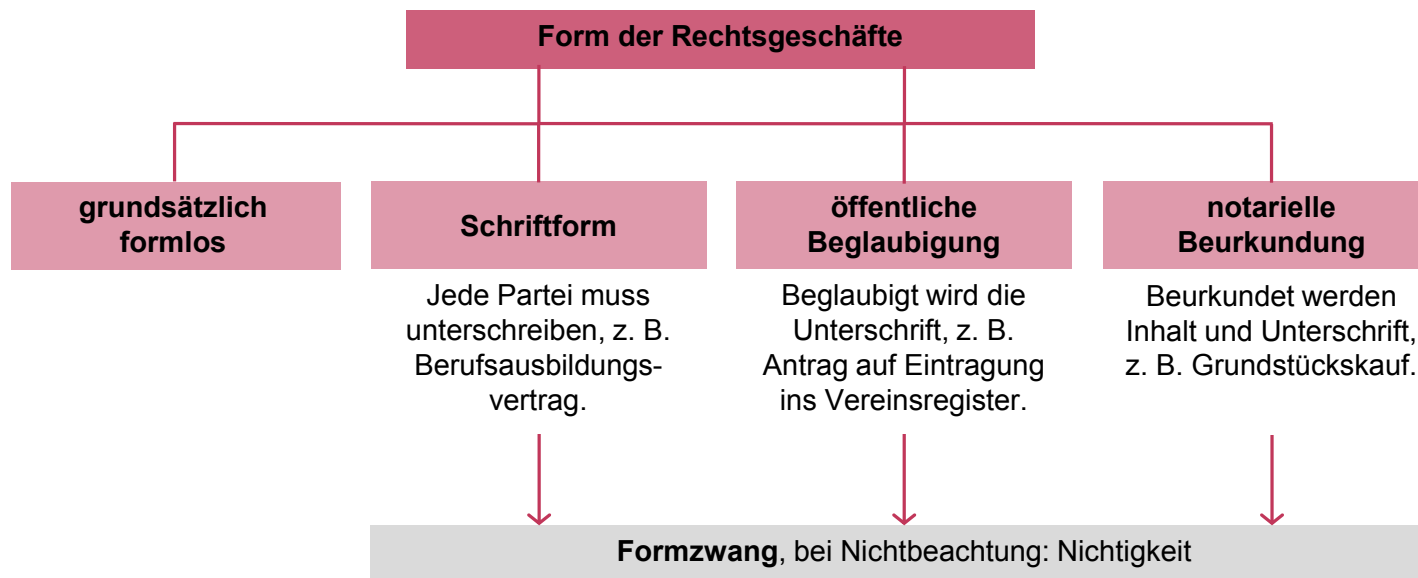 Form der Rechtsgeschäfte
grundsätzlich
formlos
Schriftform
Jede Partei muss
unterschreiben, z. B.
Berufsausbildungs-
vertrag.
öffentliche
Beglaubigung
Beglaubigt wird die
Unterschrift, z. B.
Antrag auf Eintragung
ins Vereinsregister.
notarielle
Beurkundung
Beurkundet werden
Inhalt und Unterschrift,
z. B. Grundstückskauf.
Formzwang, bei Nichtbeachtung: Nichtigkeit